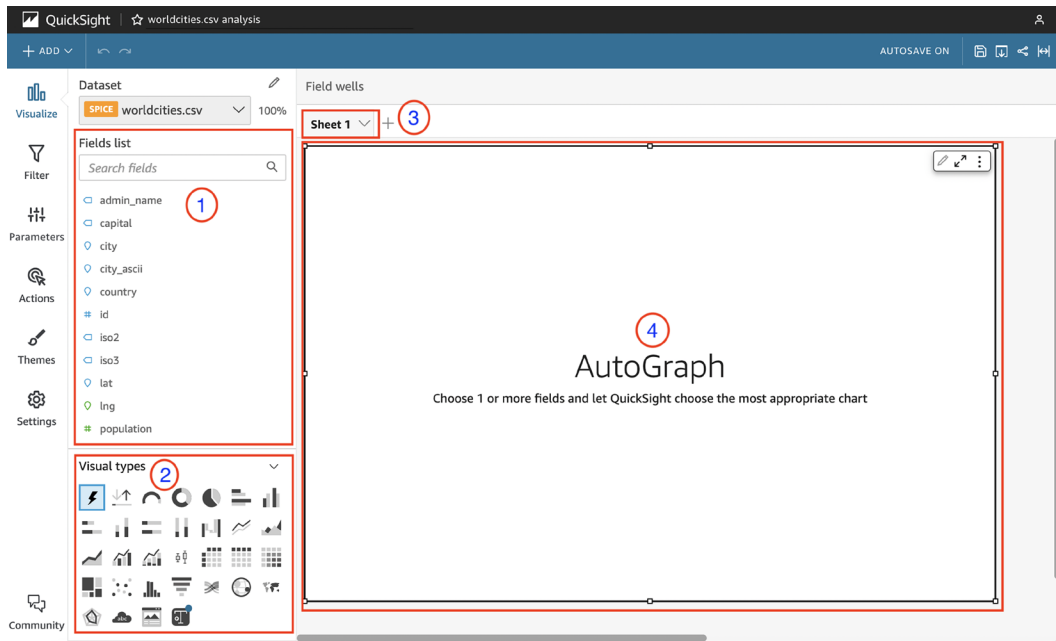 QuickSight
worldcities.csv analysis
ADD
AUTOSAVE ON
Visualize
Filter
Parameters
Actions
Themes
Settings
Community
Dataset
SPICE worldcities.csv 100%
Fields list
Search fields
1
admin_name
capital
city
city_ascii
country
id
iso2
iso3
lat
lng
population
Visual types
2
abc
Field wells
Sheet 1
3
4
AutoGraph
Choose 1 or more fields and let QuickSight choose the most appropriate chart